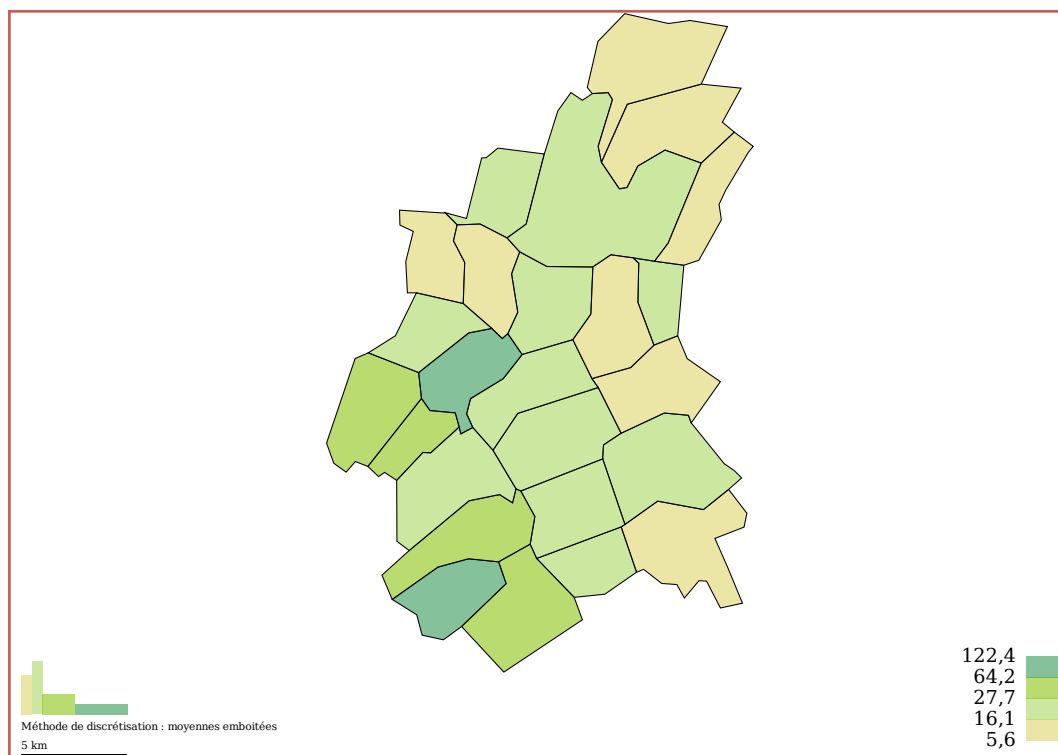 122,4
64,2
27,7
16,1
5,6
Méthode de discrétisation : moyennes emboitées
5 km